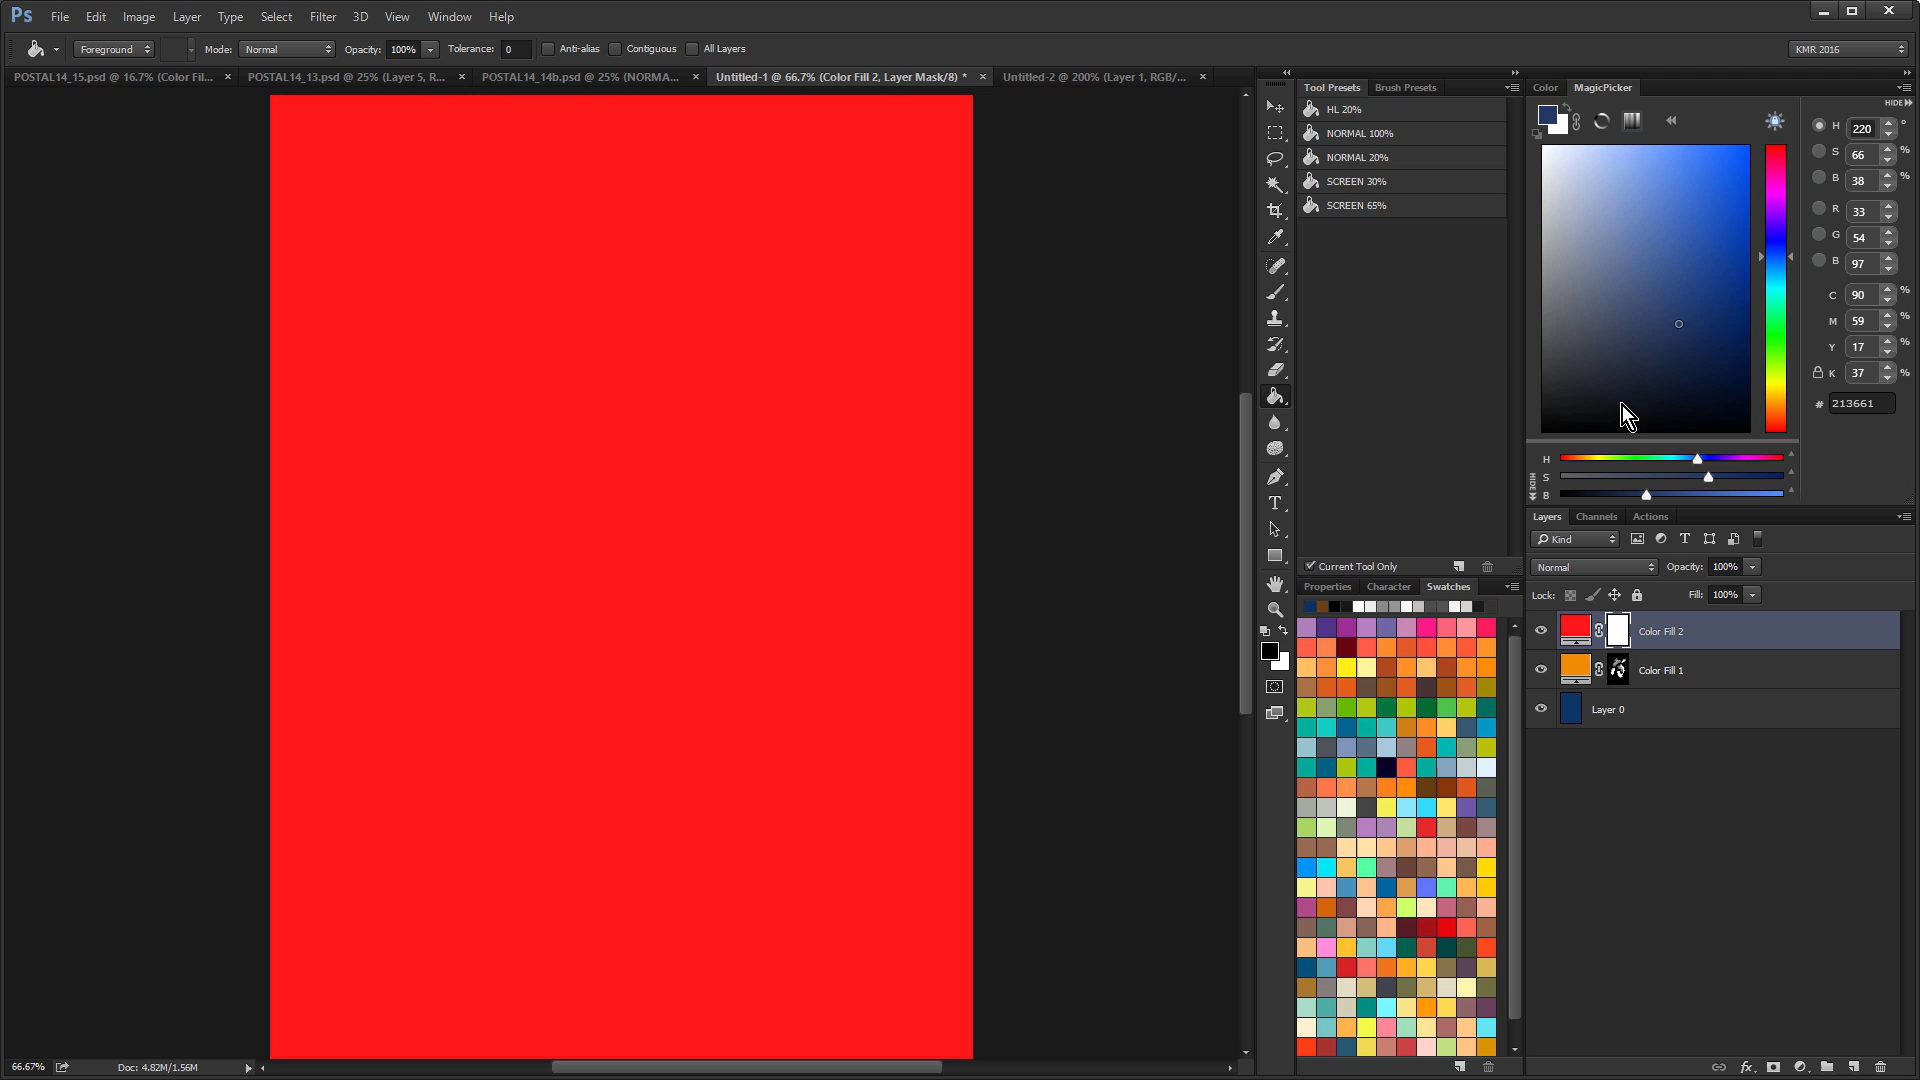 Ps File Edit Image Layer Type Select Filter 3D View Window Help
Foreground Mode: Normal Opacity: 100% Tolerance: 0 Anti-alias Contiguous All Layers KMR 2016
POSTAL14_15.psd @ 16.7% (Color Fil... × POSTAL14_13.psd @ 25% (Layer 5, R... × POSTAL14_14b.psd @ 25% (NORMA... × Untitled-1 @ 66.7% (Color Fill 2, Layer Mask/8) * × Untitled-2 @ 200% (Layer 1, RGB/... ×
Tool Presets Brush Presets
HL 20%
NORMAL 100%
NORMAL 20%
SCREEN 30%
SCREEN 65%
Current Tool Only
Properties Character Swatches
Color MagicPicker
HIDE
H 220 °
S 66 %
B 38 %
R 33
G 54
B 97
C 90 %
M 59 %
Y 17 %
K 37 %
# 213661
H
S
B
HIDE
Layers Channels Actions
Kind
Normal Opacity: 100%
Lock: Fill: 100%
Color Fill 2
Color Fill 1
Layer 0
fx
66.67% Doc: 4.82M/1.56M